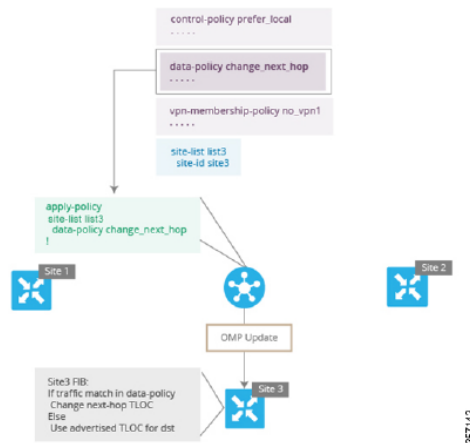 control-policy prefer_local
. . . . .
data-policy change_next_hop
. . . . .
vpn-membership-policy no_vpn1
. . . . .
site-list list3
site-id site3
apply-policy
site-list list3
data-policy change_next_hop
!
Site 1
Site 2
OMP Update
Site 3
Site3 FIB:
If traffic match in data-policy
Change next-hop TLOC
Else
Use advertised TLOC for dst